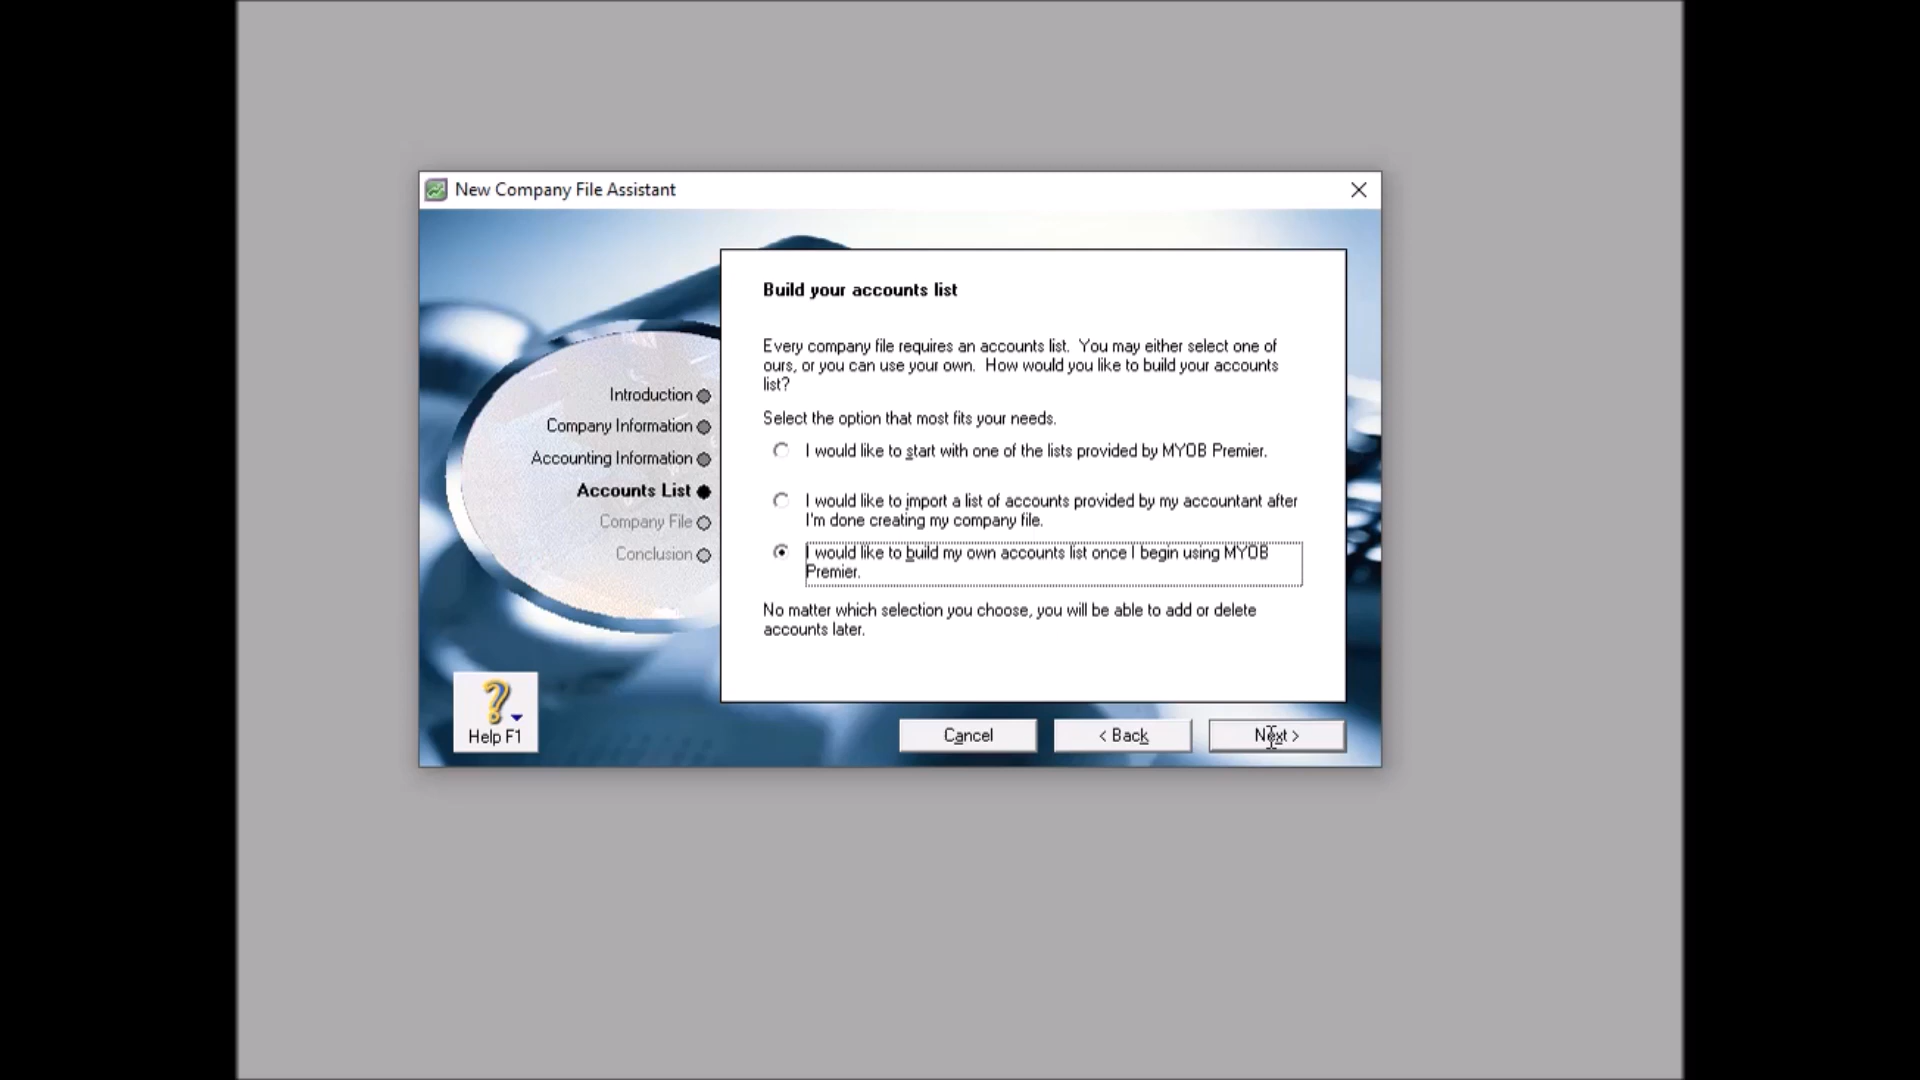 New Company File Assistant
Build your accounts list
Every company file requires an accounts list. You may either select one of
ours, or you can use your own. How would you like to build your accounts
list?
Select the option that most fits your needs.
I would like to start with one of the lists provided by MYOB Premier.
I would like to import a list of accounts provided by my accountant after
I'm done creating my company file.
I would like to build my own accounts list once I begin using MYOB
Premier.
No matter which selection you choose, you will be able to add or delete
accounts later.
Introduction
Company Information
Accounting Information
Accounts List
Company File
Conclusion
Help F1
Cancel
< Back
Next >